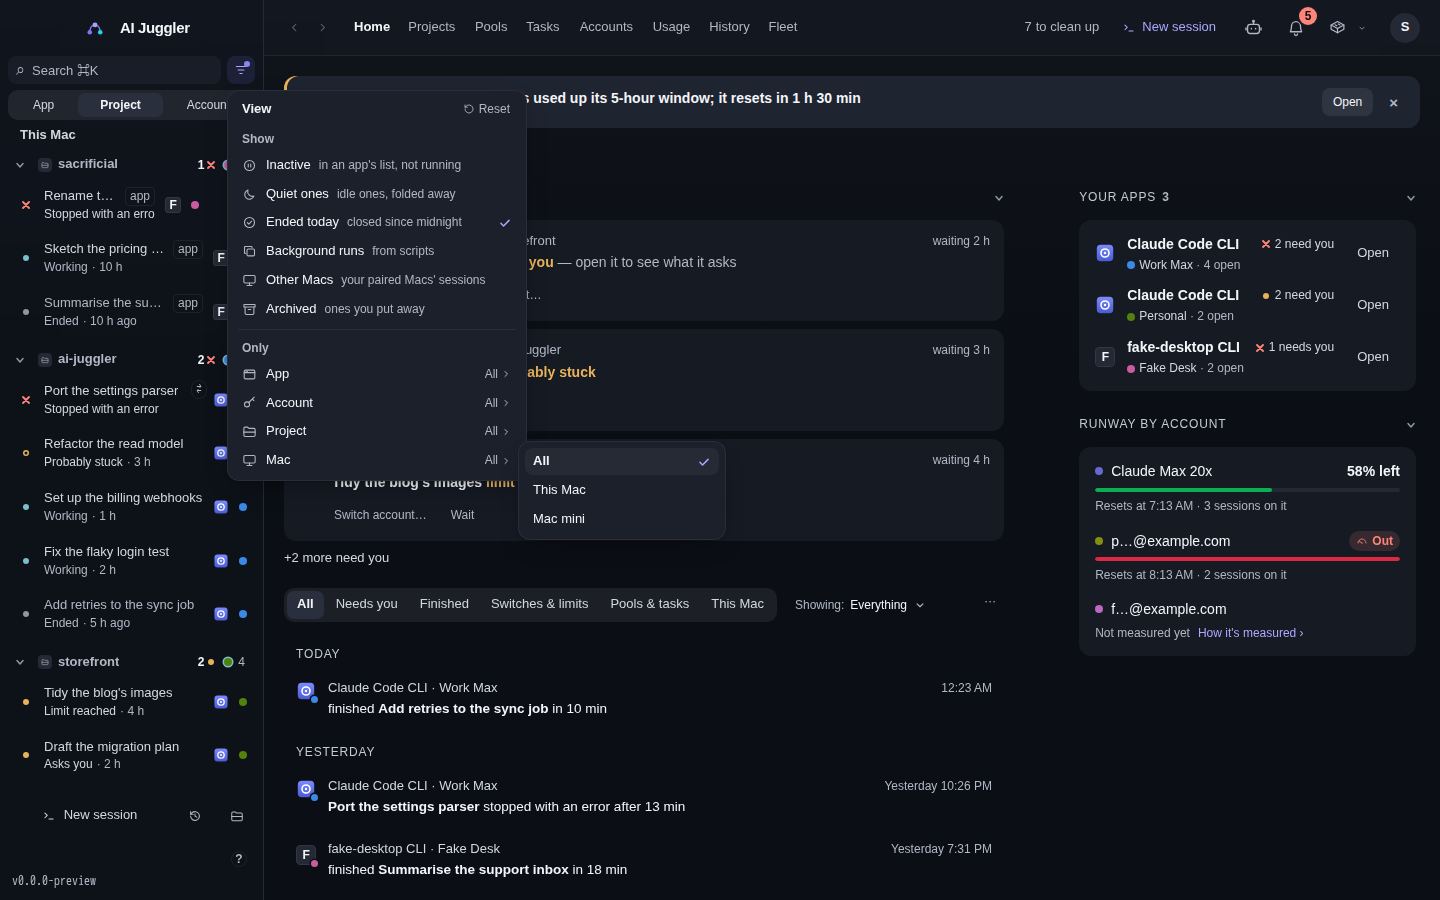 AI Juggler
Search ⌘K
App Project Accoun
This Mac
sacrificial 1
Rename t… app F
Stopped with an erro
Sketch the pricing … app F
Working · 10 h
Summarise the su… app F
Ended · 10 h ago
ai-juggler 2
Port the settings parser
Stopped with an error
Refactor the read model
Probably stuck · 3 h
Set up the billing webhooks
Working · 1 h
Fix the flaky login test
Working · 2 h
Add retries to the sync job
Ended · 5 h ago
storefront 2 4
Tidy the blog's images
Limit reached · 4 h
Draft the migration plan
Asks you · 2 h
New session
?
v0.0.0-preview
Home Projects Pools Tasks Accounts Usage History Fleet
7 to clean up New session 5 S
used up its 5-hour window; it resets in 1 h 30 min
Open ×
View Reset
Show
Inactive in an app's list, not running
Quiet ones idle ones, folded away
Ended today closed since midnight
Background runs from scripts
Other Macs your paired Macs' sessions
Archived ones you put away
Only
App All
Account All
Project All
Mac All
All
This Mac
Mac mini
efront waiting 2 h
you — open it to see what it asks
t…
uggler waiting 3 h
ably stuck
waiting 4 h
Tidy the blog's images limit
Switch account… Wait
+2 more need you
All Needs you Finished Switches & limits Pools & tasks This Mac Showing: Everything ···
TODAY
Claude Code CLI · Work Max 12:23 AM
finished Add retries to the sync job in 10 min
YESTERDAY
Claude Code CLI · Work Max Yesterday 10:26 PM
Port the settings parser stopped with an error after 13 min
F fake-desktop CLI · Fake Desk Yesterday 7:31 PM
finished Summarise the support inbox in 18 min
YOUR APPS 3
Claude Code CLI 2 need you Open
Work Max · 4 open
Claude Code CLI 2 need you Open
Personal · 2 open
F fake-desktop CLI 1 needs you Open
Fake Desk · 2 open
RUNWAY BY ACCOUNT
Claude Max 20x 58% left
Resets at 7:13 AM · 3 sessions on it
p…@example.com Out
Resets at 8:13 AM · 2 sessions on it
f…@example.com
Not measured yet How it's measured ›